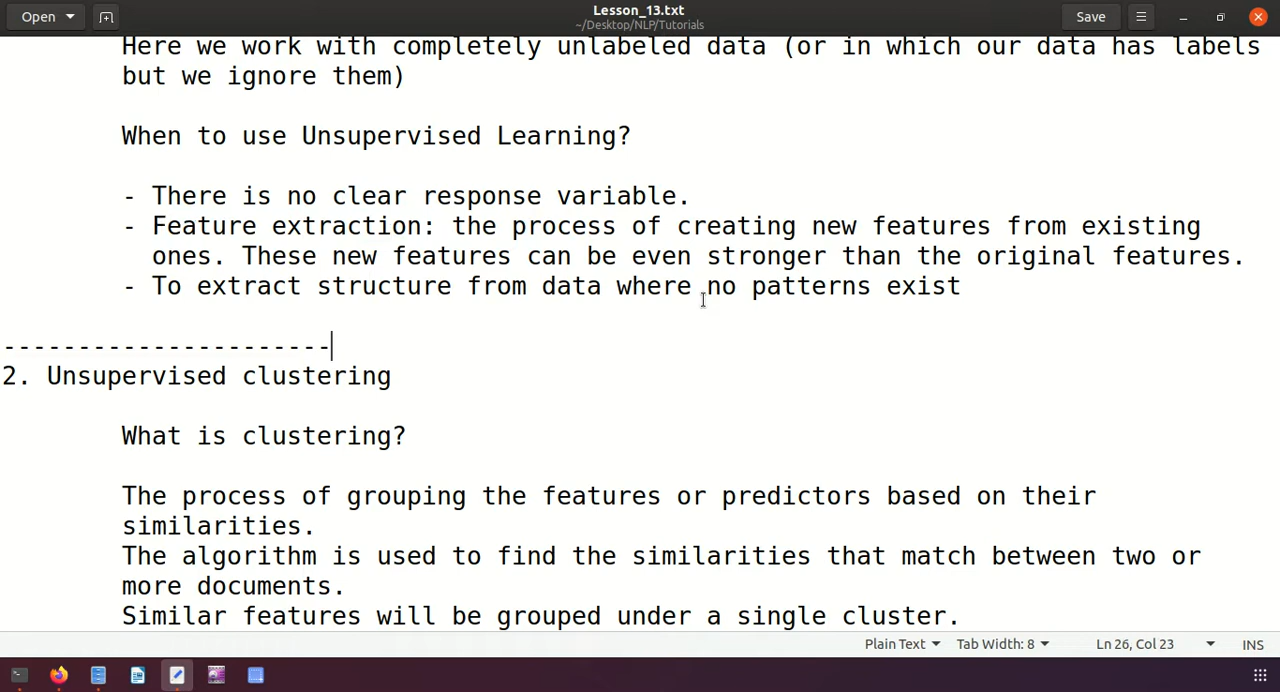 Open
Lesson_13.txt
~/Desktop/NLP/Tutorials
Save
Here we work with completely unlabeled data (or in which our data has labels
but we ignore them)
When to use Unsupervised Learning?
- There is no clear response variable.
- Feature extraction: the process of creating new features from existing
ones. These new features can be even stronger than the original features.
- To extract structure from data where no patterns exist
----------------------
2. Unsupervised clustering
What is clustering?
The process of grouping the features or predictors based on their
similarities.
The algorithm is used to find the similarities that match between two or
more documents.
Similar features will be grouped under a single cluster.
Plain Text
Tab Width: 8
Ln 26, Col 23
INS